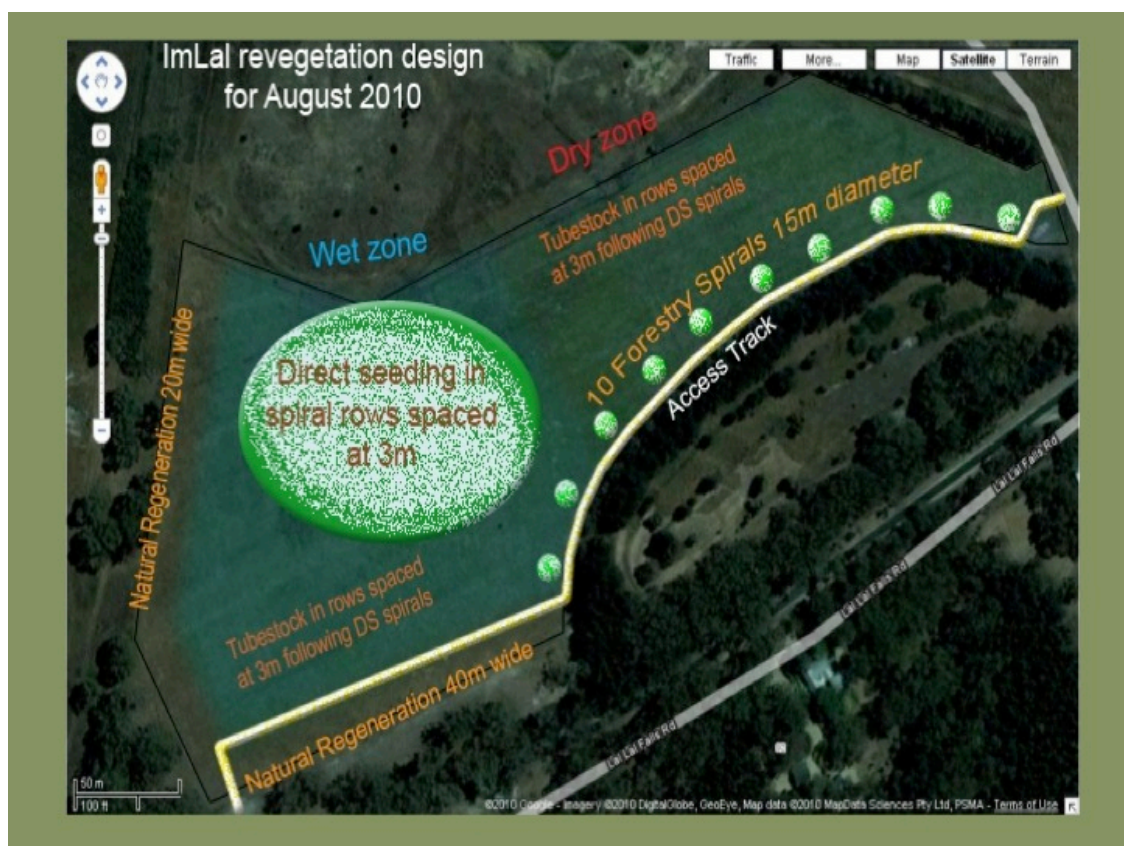 ImLal revegetation design
for August 2010
Traffic
More...
Map
Satellite
Terrain
Dry zone
Wet zone
Tubestock in rows spaced
at 3m following DS spirals
10 Forestry Spirals 15m diameter
Access Track
Direct seeding in
spiral rows spaced
at 3m
Natural Regeneration 20m wide
Tubestock in rows spaced
at 3m following DS spirals
Natural Regeneration 40m wide
Lal Lal Falls Rd
Lal Lal Falls Rd
Lal Lal Falls Rd
50 m
100 ft
©2010 Google - Imagery ©2010 DigitalGlobe, GeoEye, Map data ©2010 MapData Sciences Pty Ltd, PSMA - Terms of Use